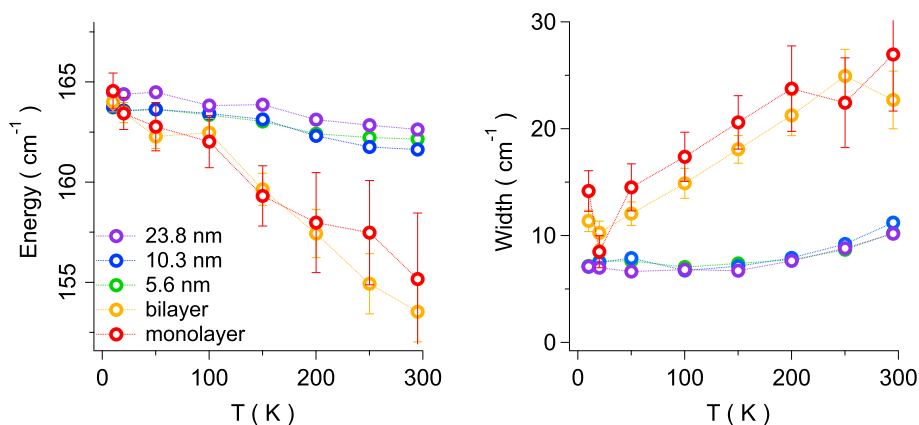 Energy ( cm⁻¹ )
165
160
155
23.8 nm
10.3 nm
5.6 nm
bilayer
monolayer
0 100 200 300
T ( K )
Width ( cm⁻¹ )
30
20
10
0
0 100 200 300
T ( K )